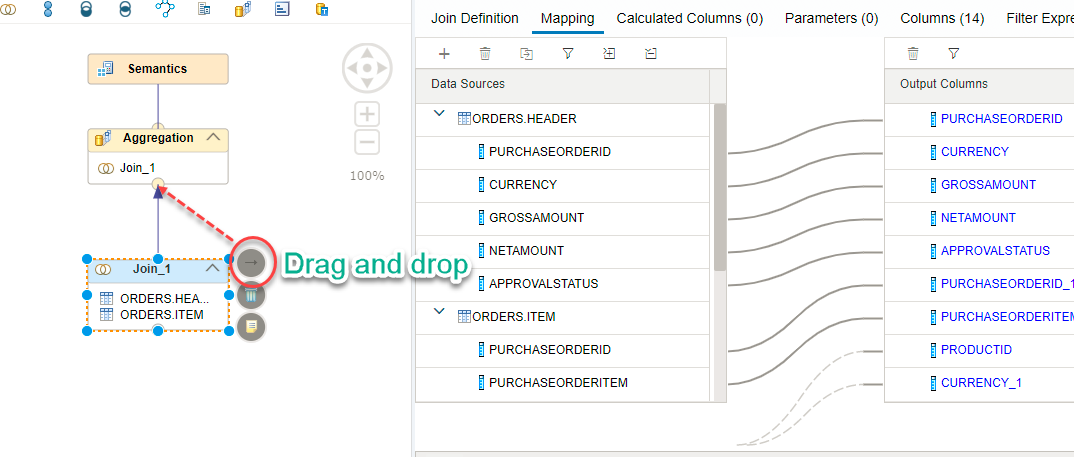 Join Definition Mapping Calculated Columns (0) Parameters (0) Columns (14) Filter Expre
Semantics
Aggregation
Join_1
100%
Join_1
ORDERS.HEA...
ORDERS.ITEM
Drag and drop
Data Sources
ORDERS.HEADER
PURCHASEORDERID
CURRENCY
GROSSAMOUNT
NETAMOUNT
APPROVALSTATUS
ORDERS.ITEM
PURCHASEORDERID
PURCHASEORDERITEM
Output Columns
PURCHASEORDERID
CURRENCY
GROSSAMOUNT
NETAMOUNT
APPROVALSTATUS
PURCHASEORDERID_1
PURCHASEORDERITEM
PRODUCTID
CURRENCY_1